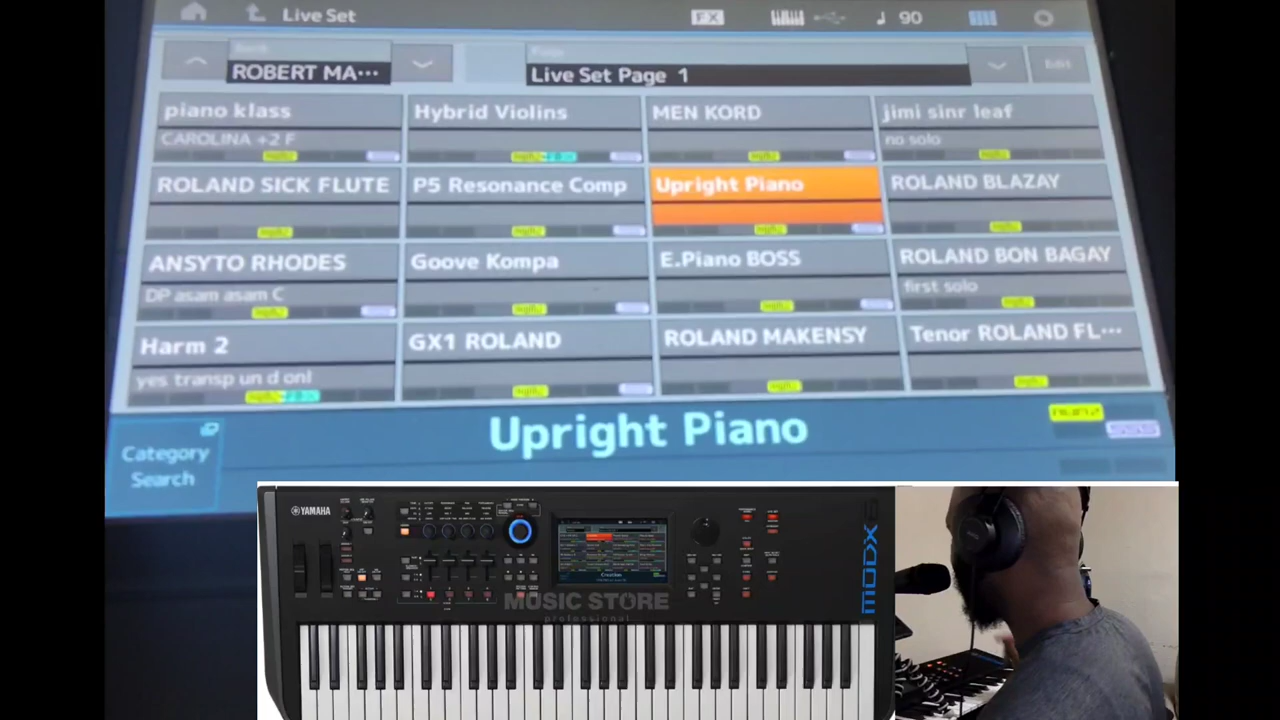 Live Set
FX
♩ 90
ROBERT MA···
Live Set Page 1
Edit
piano klass
Hybrid Violins
MEN KORD
jimi sinr leaf
CAROLINA +2 F
no solo
ROLAND SICK FLUTE
P5 Resonance Comp
Upright Piano
ROLAND BLAZAY
ANSYTO RHODES
Goove Kompa
E.Piano BOSS
ROLAND BON BAGAY
DP asam asam C
first solo
Harm 2
GX1 ROLAND
ROLAND MAKENSY
Tenor ROLAND FL···
yes transp un d onl
Upright Piano
Category
Search
SSS
YAMAHA
MUSIC STORE
professional
MODX